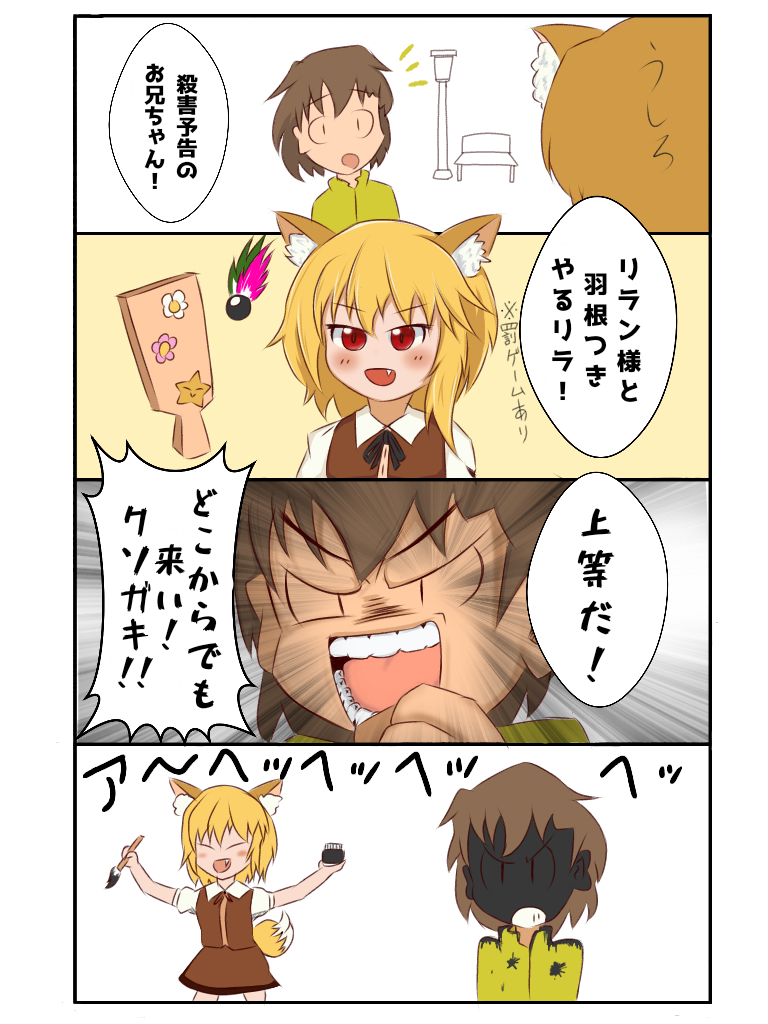 うしろ
殺害予告の
お兄ちゃん！
リラン様と
羽根つき
やるリラ！
※罰ゲームあり
上等だ！
どこからでも
来い！
クソガキ！！
ア〜ヘッヘッヘッ
ヘッ